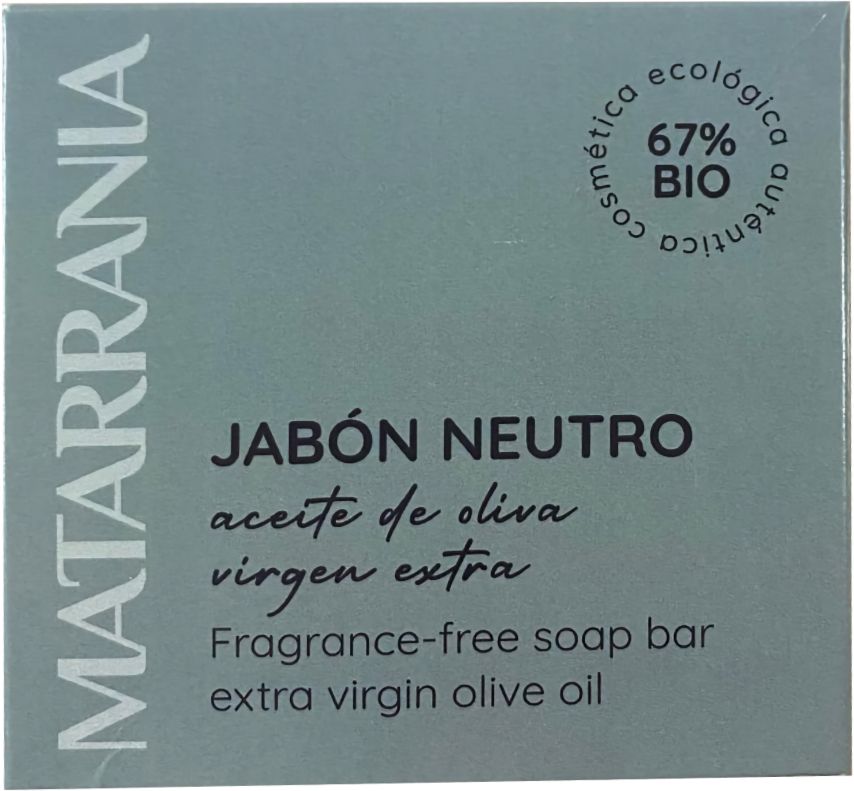 MATARRANIA
cosmética ecológica auténtica
67%
BIO
JABÓN NEUTRO
aceite de oliva
virgen extra
Fragrance-free soap bar
extra virgin olive oil